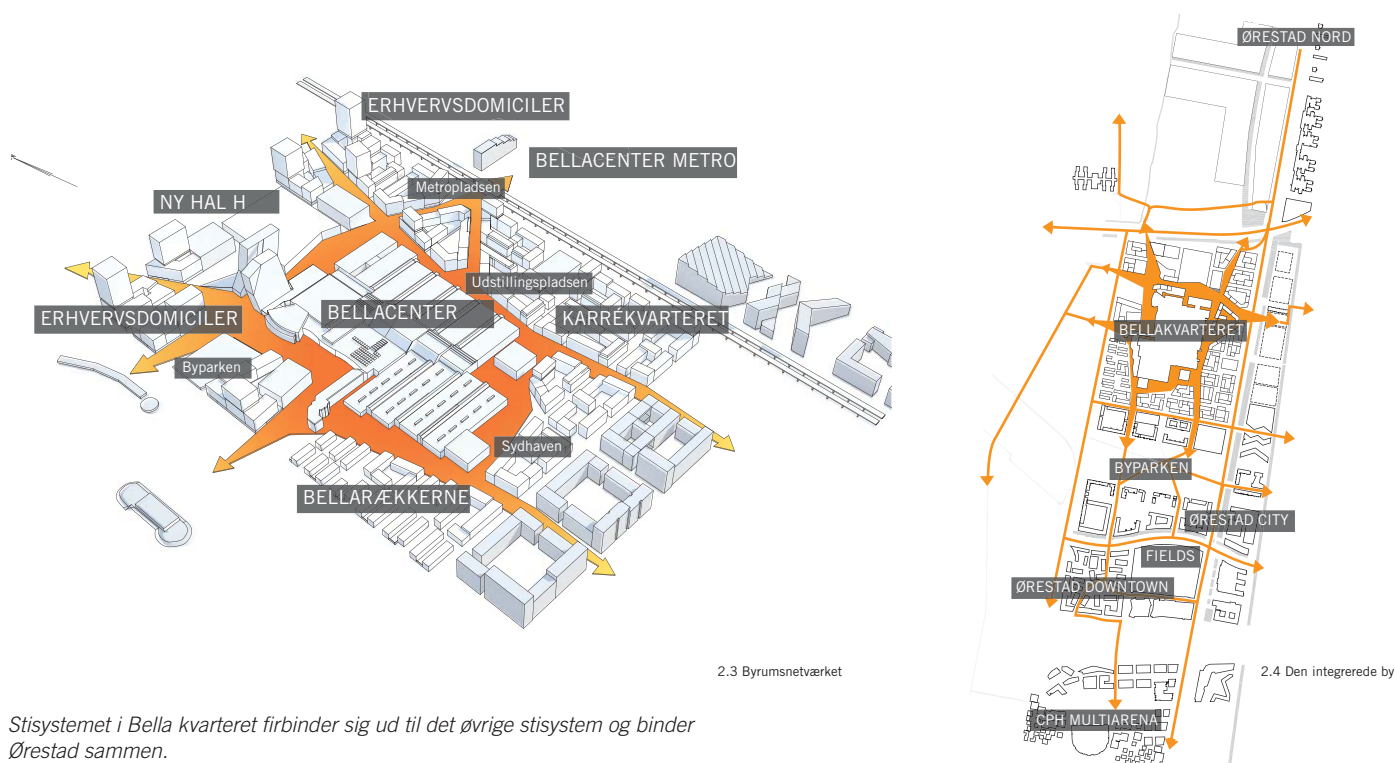 ERHVERVSDOMICILER
BELLACENTER METRO
Metropladsen
NY HAL H
Udstillingspladsen
BELLACENTER
KARRÉKVARTERET
ERHVERVSDOMICILER
Byparken
Sydhaven
BELLARÆKKERNE
2.3 Byrumsnetværket
Stisystemet i Bella kvarteret firbinder sig ud til det øvrige stisystem og binder
Ørestad sammen.
ØRESTAD NORD
BELLAKVARTERET
BYPARKEN
ØRESTAD CITY
FIELDS
ØRESTAD DOWNTOWN
CPH MULTIARENA
2.4 Den integrerede by